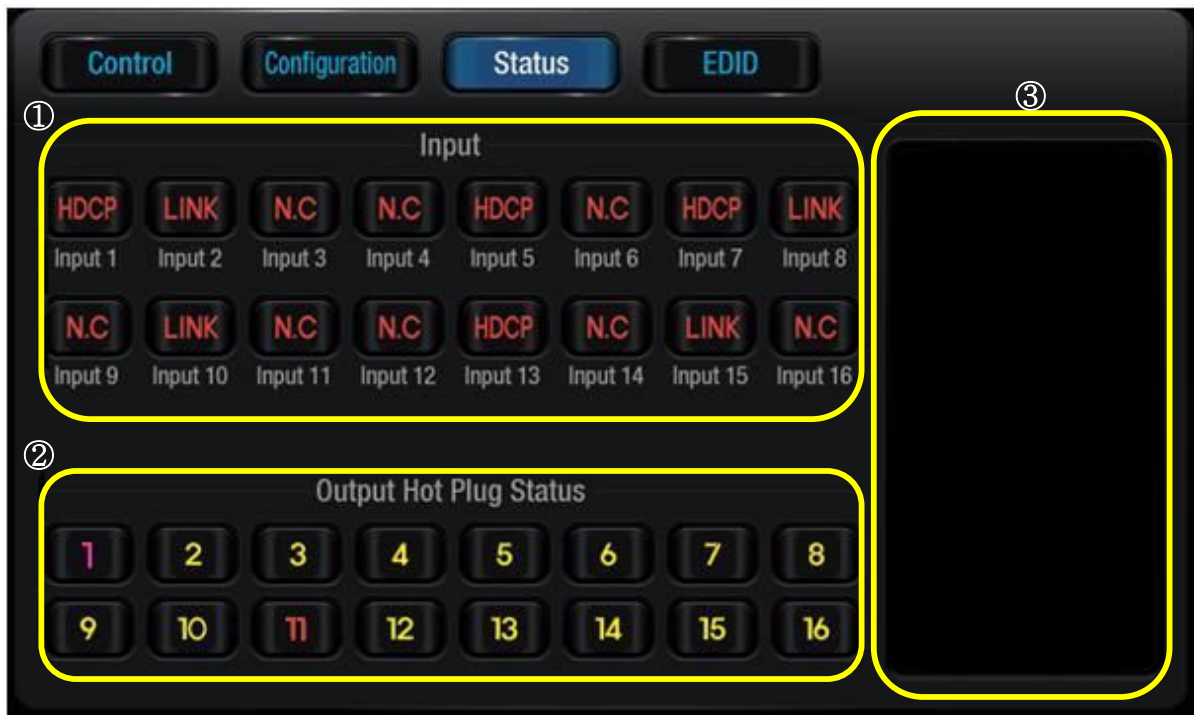 Control Configuration Status EDID
①
③
Input
HDCP LINK N.C N.C HDCP N.C HDCP LINK
Input 1 Input 2 Input 3 Input 4 Input 5 Input 6 Input 7 Input 8
N.C LINK N.C N.C HDCP N.C LINK N.C
Input 9 Input 10 Input 11 Input 12 Input 13 Input 14 Input 15 Input 16
②
Output Hot Plug Status
1 2 3 4 5 6 7 8
9 10 11 12 13 14 15 16